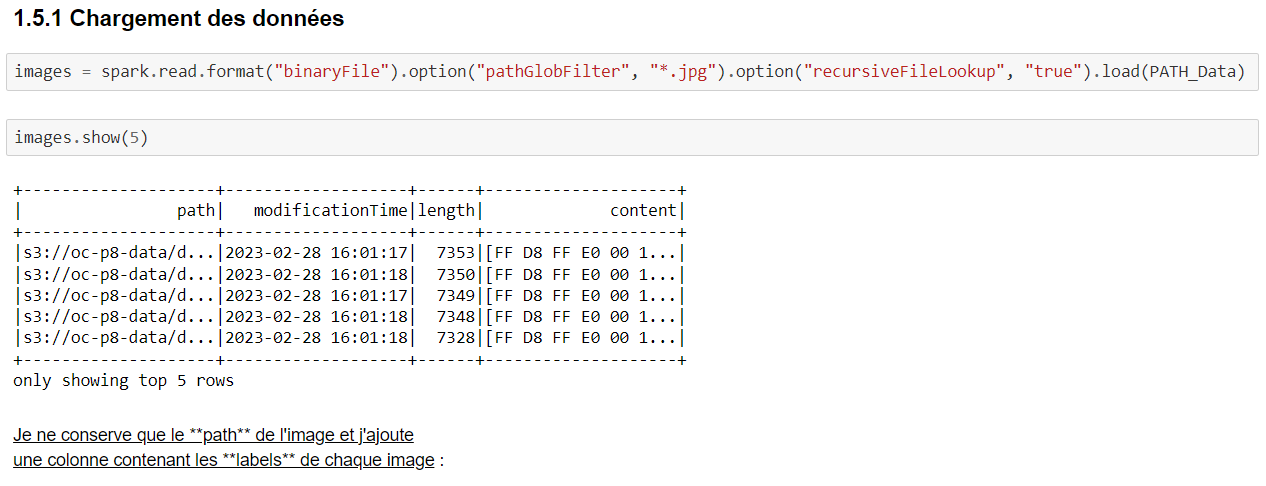 1.5.1 Chargement des données
images = spark.read.format("binaryFile").option("pathGlobFilter", "*.jpg").option("recursiveFileLookup", "true").load(PATH_Data)
images.show(5)
+--------------------+-------------------+------+--------------------+
|                path|   modificationTime|length|             content|
+--------------------+-------------------+------+--------------------+
|s3://oc-p8-data/d...|2023-02-28 16:01:17|  7353|[FF D8 FF E0 00 1...|
|s3://oc-p8-data/d...|2023-02-28 16:01:18|  7350|[FF D8 FF E0 00 1...|
|s3://oc-p8-data/d...|2023-02-28 16:01:17|  7349|[FF D8 FF E0 00 1...|
|s3://oc-p8-data/d...|2023-02-28 16:01:18|  7348|[FF D8 FF E0 00 1...|
|s3://oc-p8-data/d...|2023-02-28 16:01:18|  7328|[FF D8 FF E0 00 1...|
+--------------------+-------------------+------+--------------------+
only showing top 5 rows
Je ne conserve que le **path** de l'image et j'ajoute
une colonne contenant les **labels** de chaque image :